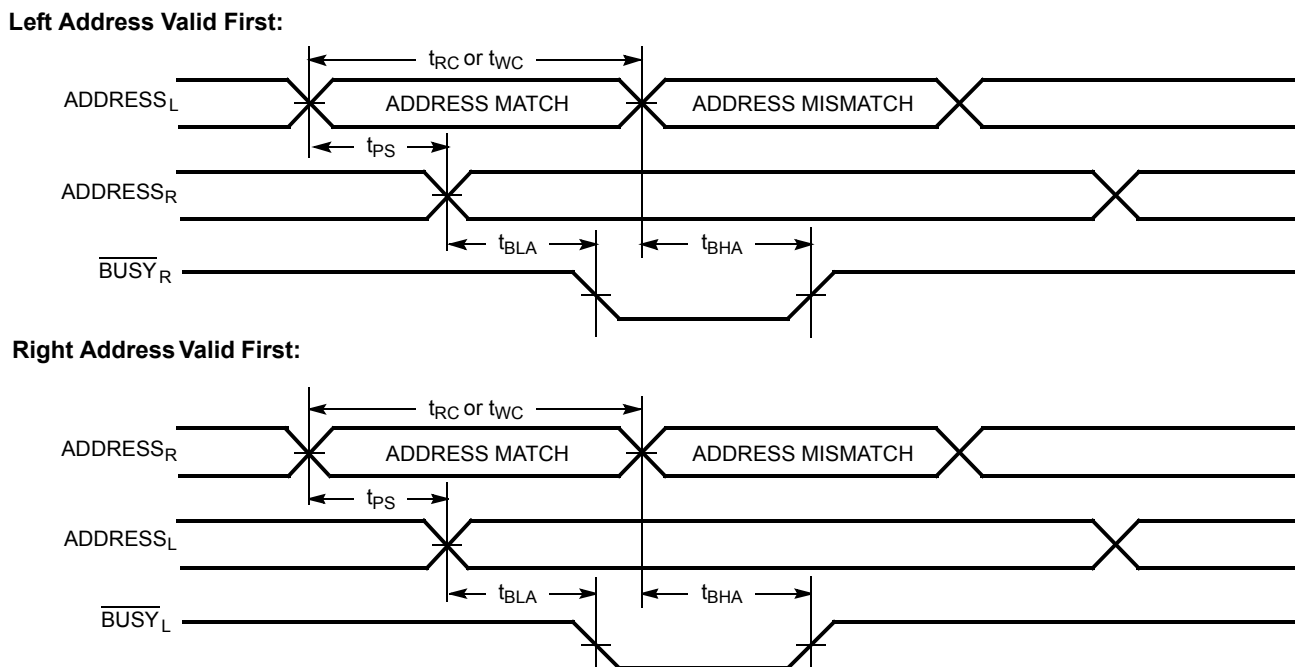 Left Address Valid First:
tRC or tWC
ADDRESSL
ADDRESS MATCH
ADDRESS MISMATCH
tPS
ADDRESSR
tBLA
tBHA
BUSYR
Right Address Valid First:
tRC or tWC
ADDRESSR
ADDRESS MATCH
ADDRESS MISMATCH
tPS
ADDRESSL
tBLA
tBHA
BUSYL